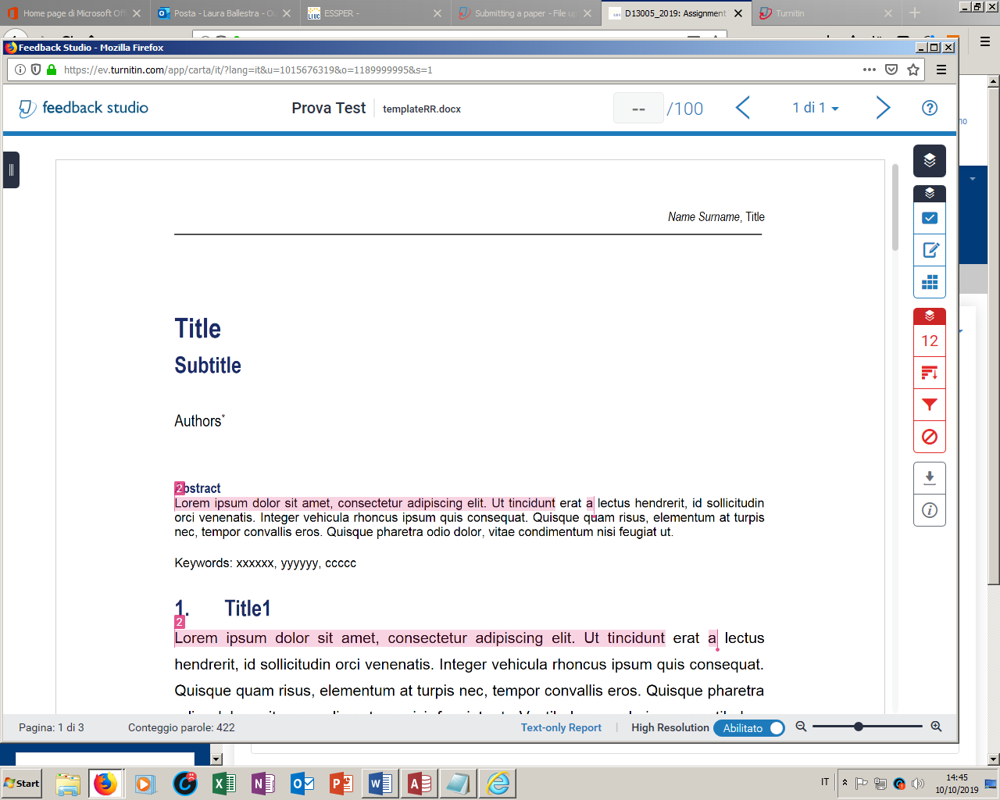 Home page di Microsoft Off
Posta - Laura Ballestra - Ou
ESSPER -
Submitting a paper - File up
D13005_2019: Assignment
Turnitin
Feedback Studio - Mozilla Firefox
https://ev.turnitin.com/app/carta/it/?lang=it&u=1015676319&o=1189999995&s=1
feedback studio
Prova Test
templateRR.docx
-- /100
1 di 1
Name Surname, Title
Title
Subtitle
Authors*
2 bstract
Lorem ipsum dolor sit amet, consectetur adipiscing elit. Ut tincidunt erat a lectus hendrerit, id sollicitudin
orci venenatis. Integer vehicula rhoncus ipsum quis consequat. Quisque quam risus, elementum at turpis
nec, tempor convallis eros. Quisque pharetra odio dolor, vitae condimentum nisi feugiat ut.
Keywords: xxxxxx, yyyyyy, ccccc
1. Title1
2
Lorem ipsum dolor sit amet, consectetur adipiscing elit. Ut tincidunt erat a lectus
hendrerit, id sollicitudin orci venenatis. Integer vehicula rhoncus ipsum quis consequat.
Quisque quam risus, elementum at turpis nec, tempor convallis eros. Quisque pharetra
12
Pagina: 1 di 3
Conteggio parole: 422
Text-only Report
High Resolution
Abilitato
Start
IT
14:45
10/10/2019